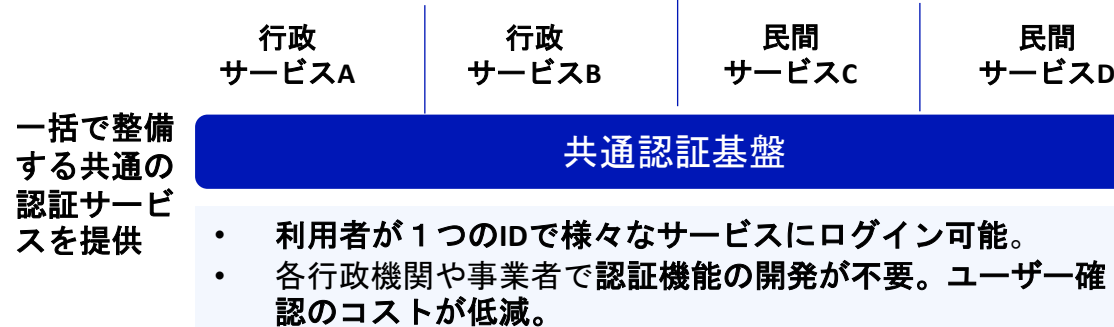 行政
サービスA
行政
サービスB
民間
サービスC
民間
サービスD
一括で整備
する共通の
認証サービ
スを提供
共通認証基盤
• 利用者が１つのIDで様々なサービスにログイン可能。
• 各行政機関や事業者で認証機能の開発が不要。ユーザー確
認のコストが低減。